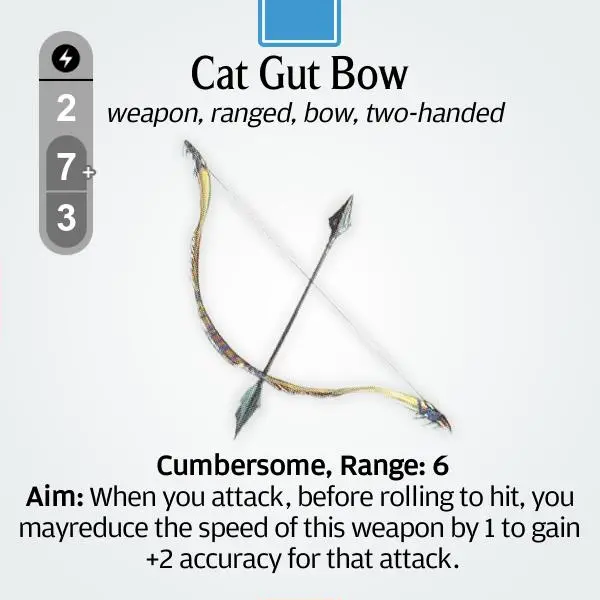 Cat Gut Bow
weapon, ranged, bow, two-handed
2
7+
3
Cumbersome, Range: 6
Aim: When you attack, before rolling to hit, you
mayreduce the speed of this weapon by 1 to gain
+2 accuracy for that attack.